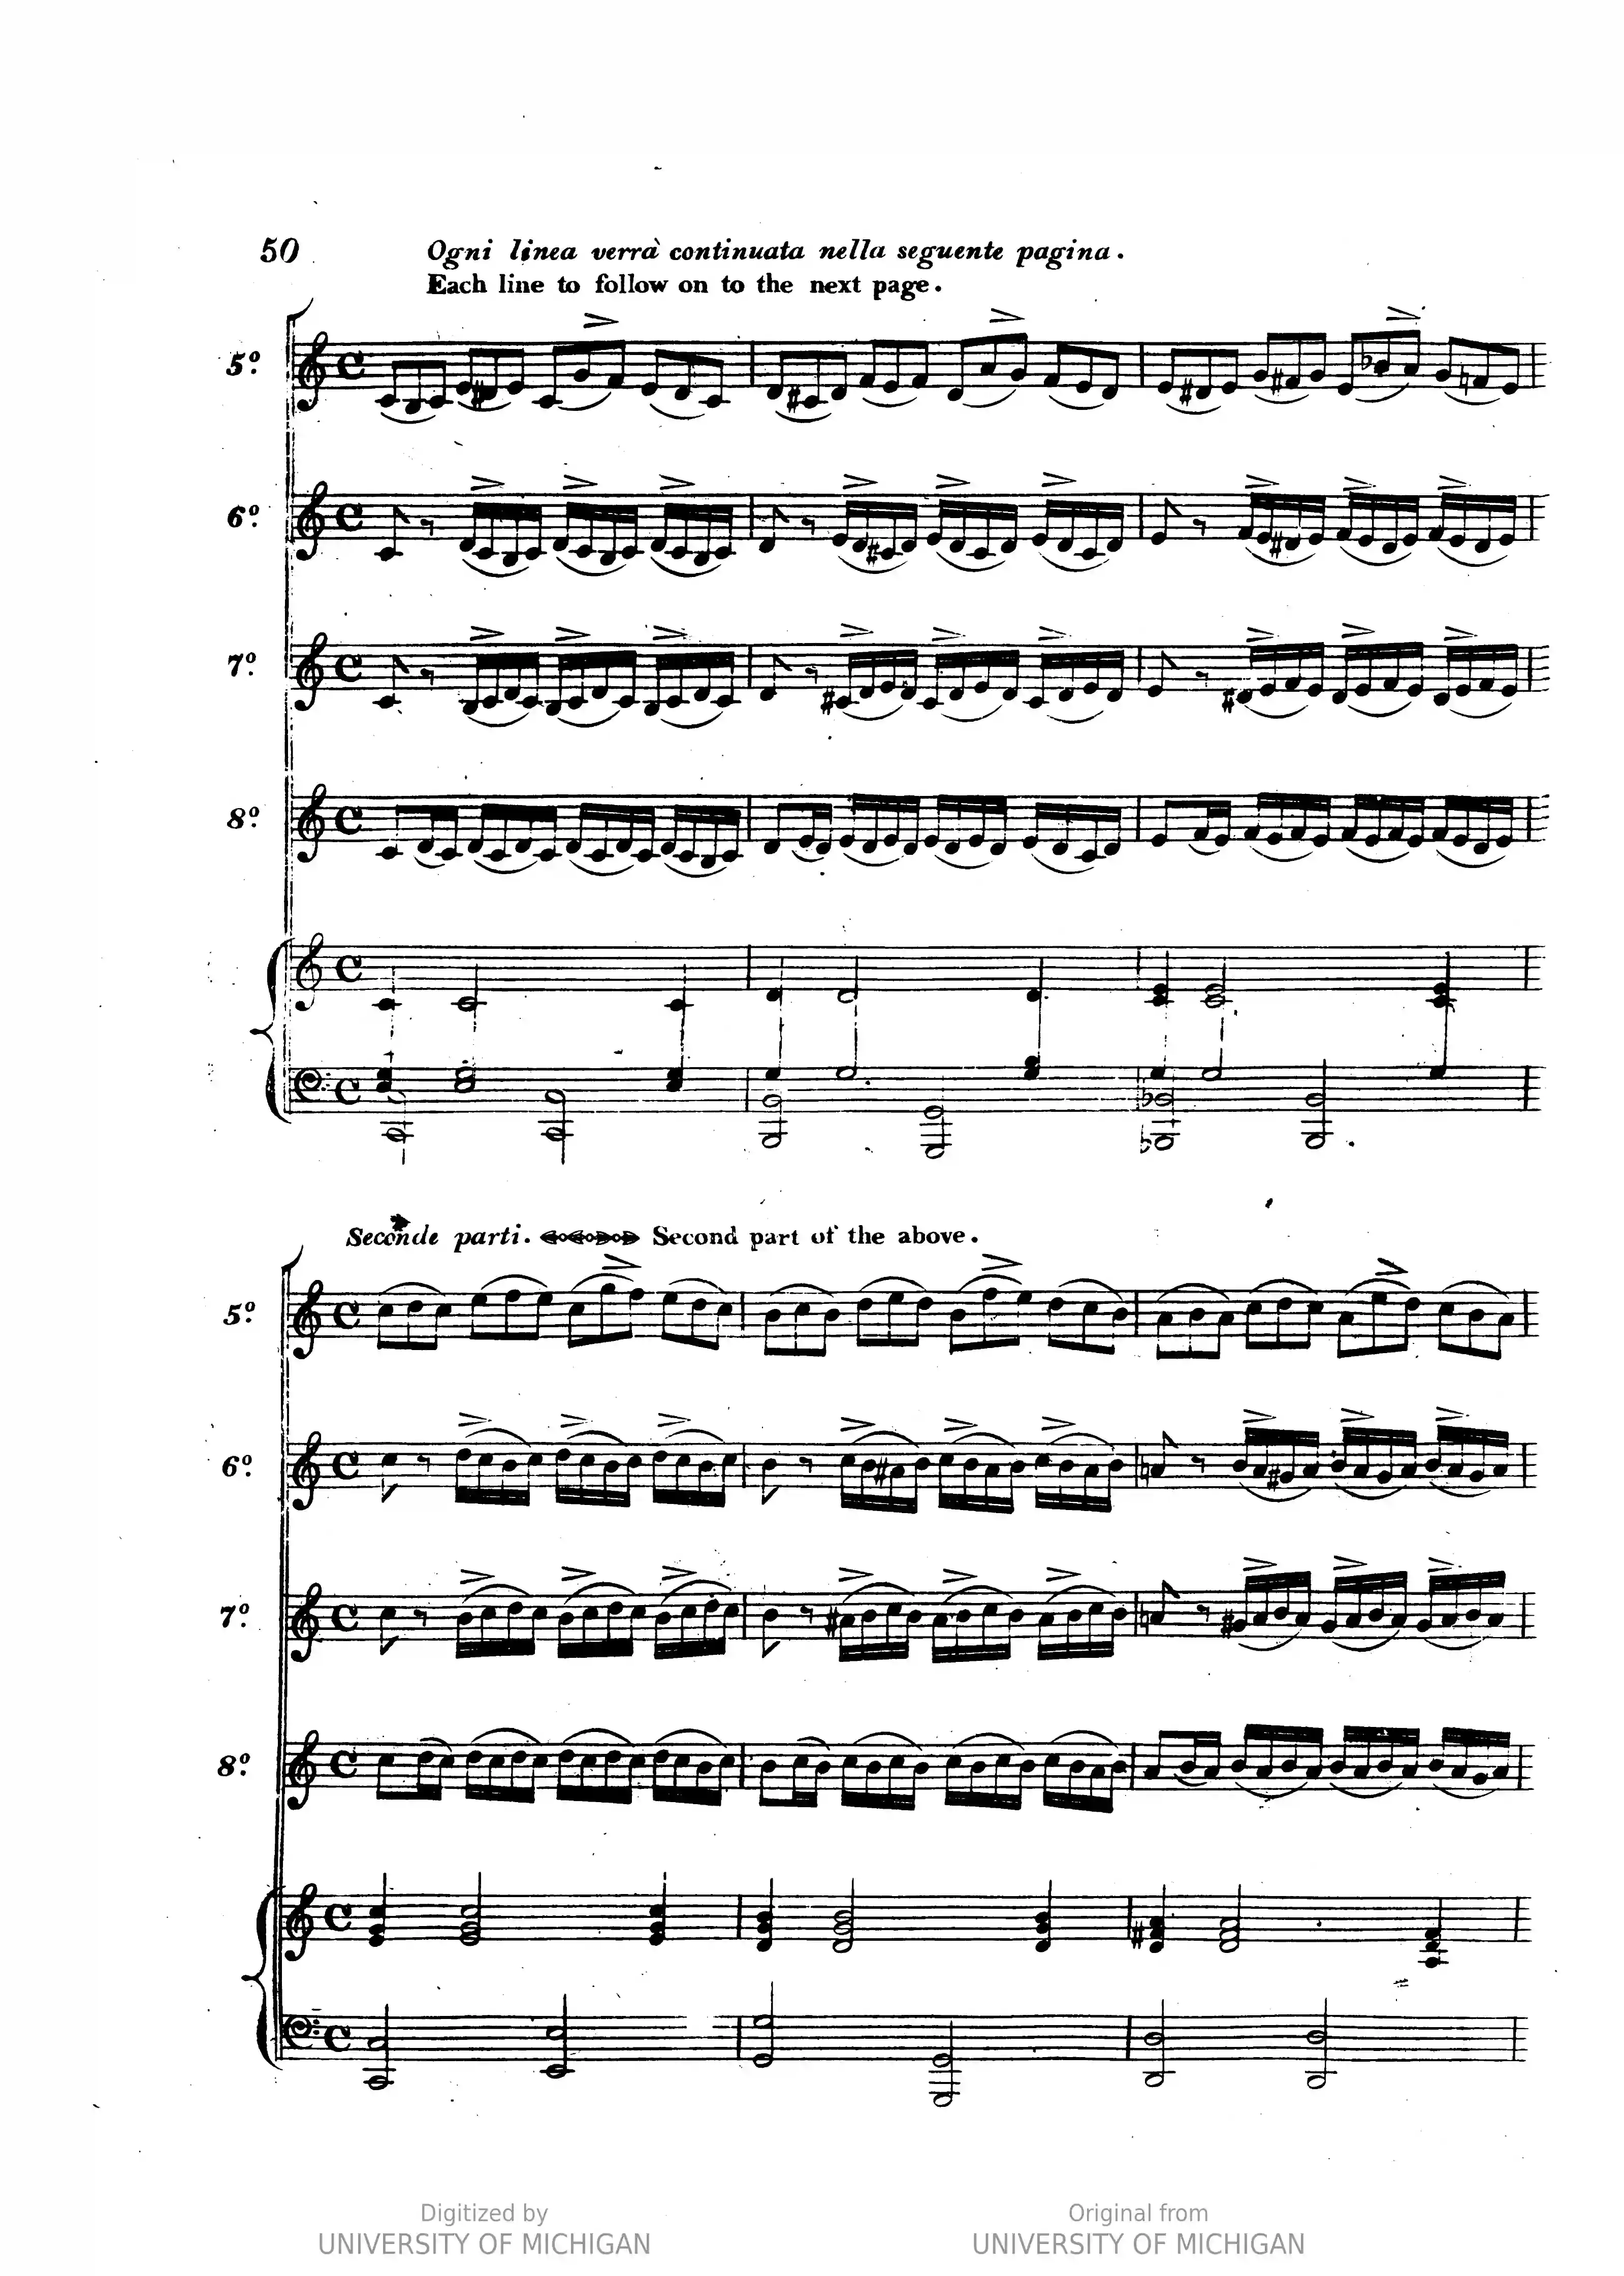 50
Ogni linea verrà continuata nella seguente pagina.
Each line to follow on to the next page.
5º
6º.
7º
8º.
Seconde parti. Second part of the above.
5º
6º.
7º.
8º.
Digitized by
UNIVERSITY OF MICHIGAN
Original from
UNIVERSITY OF MICHIGAN